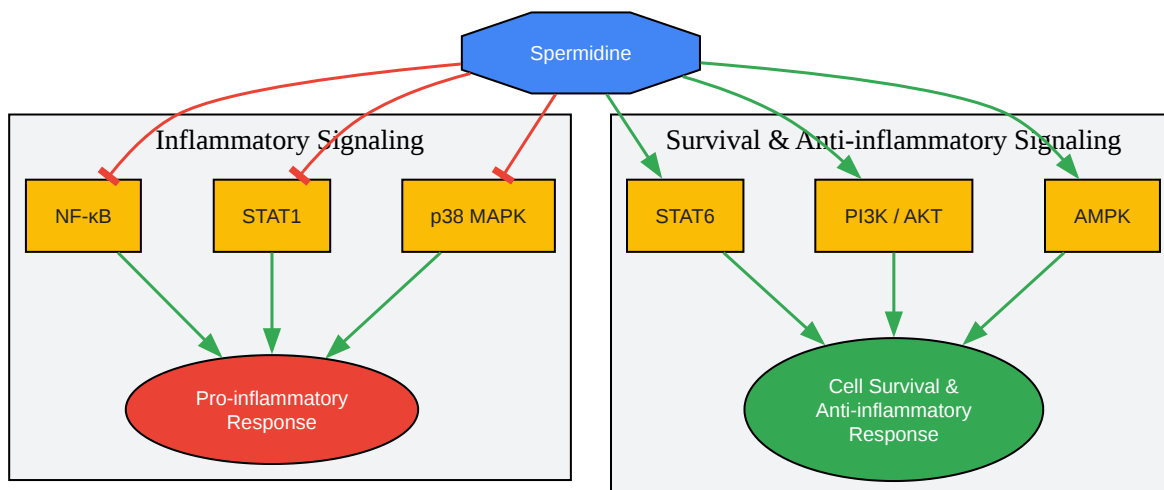 Spermidine
Inflammatory Signaling
Survival & Anti-inflammatory Signaling
NF-κB
STAT1
p38 MAPK
STAT6
PI3K / AKT
AMPK
Pro-inflammatory
Response
Cell Survival &
Anti-inflammatory
Response